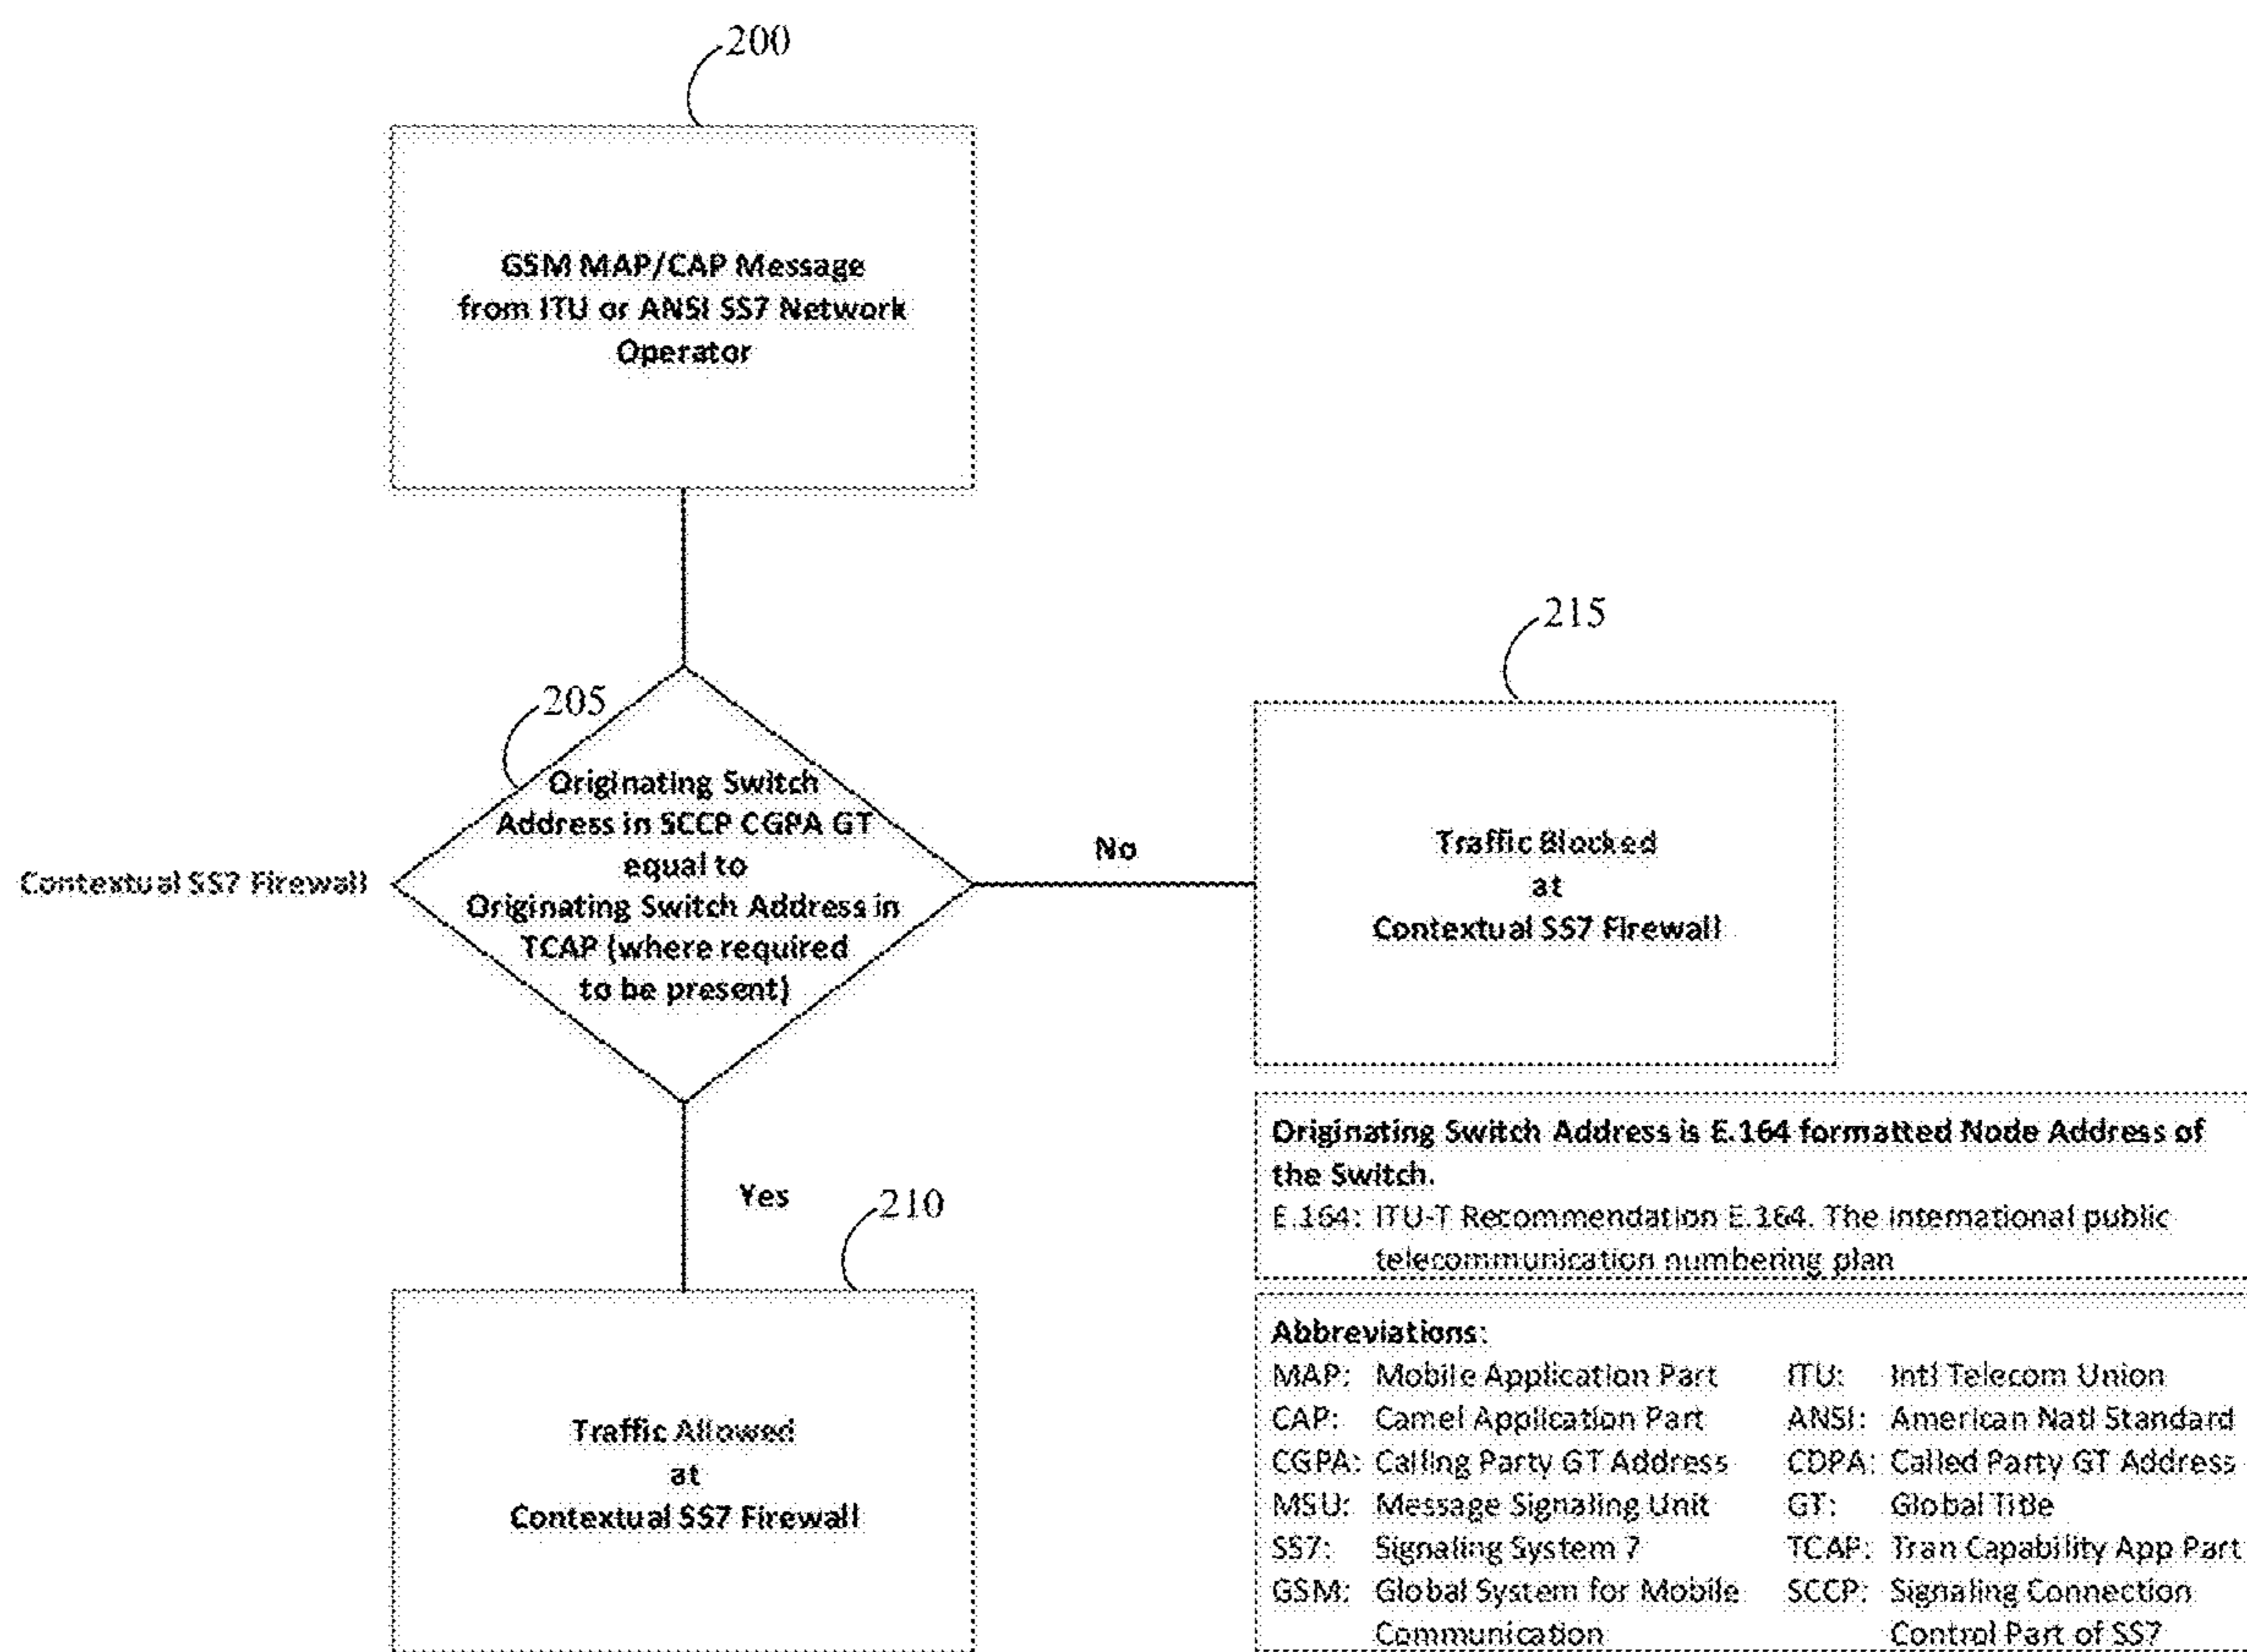 200
GSM MAP/CAP Message
from ITU or ANSI SS7 Network
Operator
215
205
Originating Switch
Address in SCCP CGPA GT
equal to
Originating Switch Address in
TCAP (where required
to be present)
Contextual SS7 Firewall
No
Traffic Blocked
at
Contextual SS7 Firewall
Yes
210
Traffic Allowed
at
Contextual SS7 Firewall
Originating Switch Address is E.164 formatted Node Address of
the Switch.
E.164: ITU-T Recommendation E.164. The international public
telecommunication numbering plan
Abbreviations:
MAP: Mobile Application Part ITU: Intl Telecom Union
CAP: Camel Application Part ANSI: American Natl Standard
CGPA: Calling Party GT Address CDPA: Called Party GT Address
MSU: Message Signaling Unit GT: Global Title
SS7: Signaling System 7 TCAP: Tran Capability App Part
GSM: Global System for Mobile SCCP: Signaling Connection
Communication Control Part of SS7